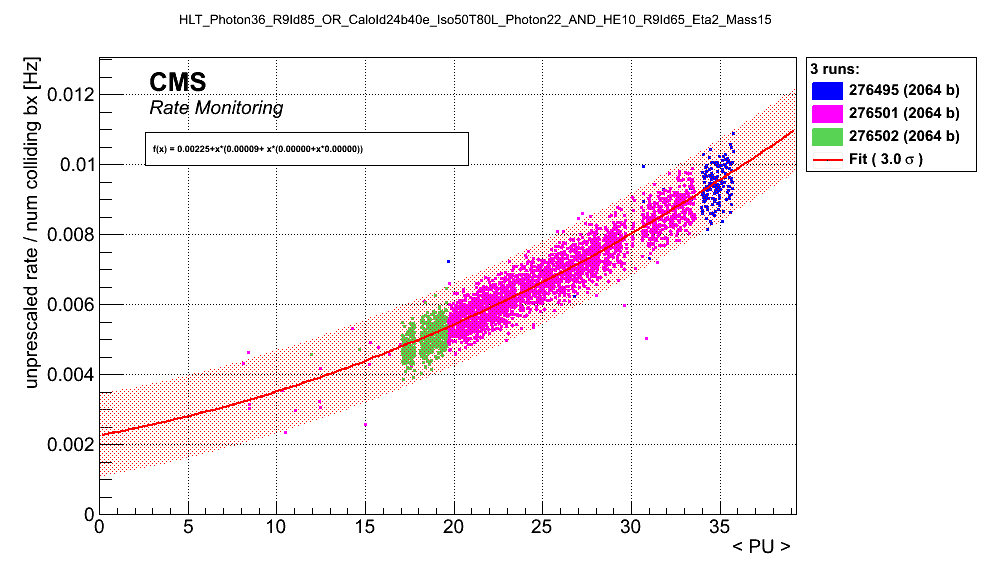 HLT_Photon36_R9Id85_OR_CaloId24b40e_Iso50T80L_Photon22_AND_HE10_R9Id65_Eta2_Mass15
CMS
Rate Monitoring
f(x) = 0.00225+x*(0.00009+ x*(0.00000+x*0.00000))
unprescaled rate / num colliding bx [Hz]
0.012
0.01
0.008
0.006
0.004
0.002
0
0 5 10 15 20 25 30 35
< PU >
3 runs:
276495 (2064 b)
276501 (2064 b)
276502 (2064 b)
Fit ( 3.0 σ )